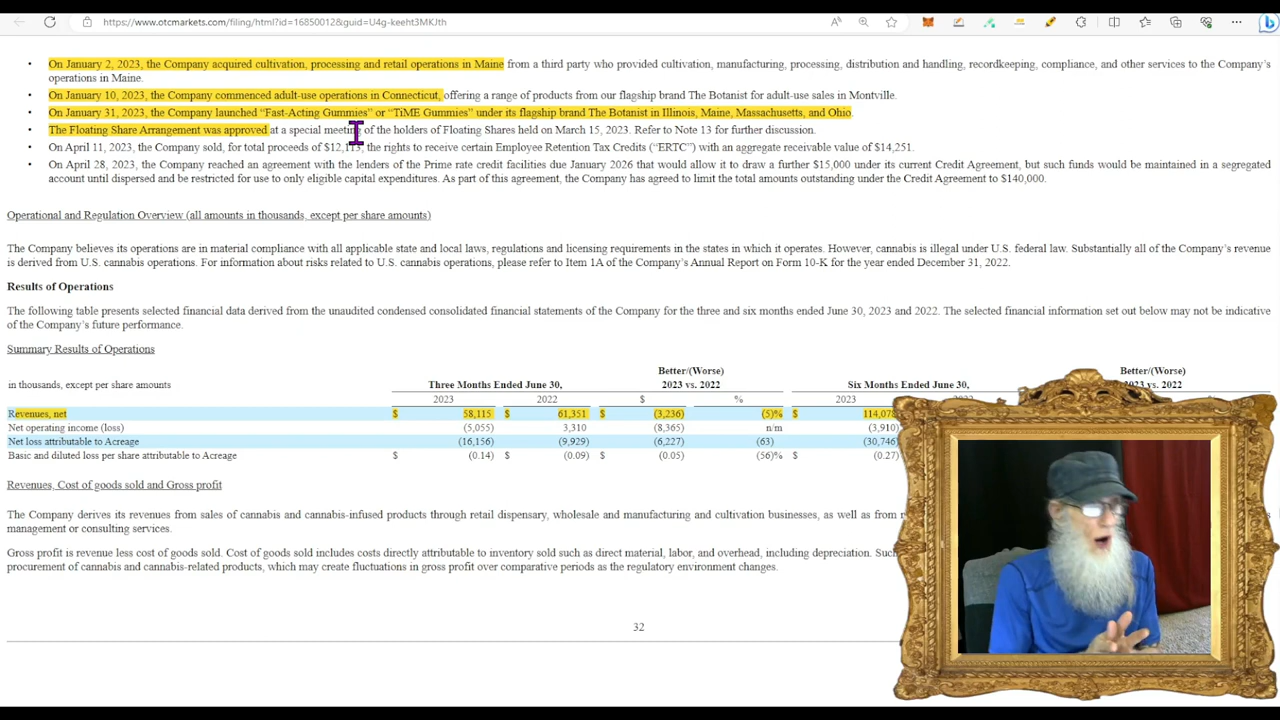 https://www.otcmarkets.com/filing/html?id=16850012&guid=U4g-keeht3MKJth
• On January 2, 2023, the Company acquired cultivation, processing and retail operations in Maine from a third party who provided cultivation, manufacturing, processing, distribution and handling, recordkeeping, compliance, and other services to the Company's
operations in Maine.
• On January 10, 2023, the Company commenced adult-use operations in Connecticut, offering a range of products from our flagship brand The Botanist for adult-use sales in Montville.
• On January 31, 2023, the Company launched “Fast-Acting Gummies” or “TiME Gummies” under its flagship brand The Botanist in Illinois, Maine, Massachusetts, and Ohio.
• The Floating Share Arrangement was approved at a special meeting of the holders of Floating Shares held on March 15, 2023. Refer to Note 13 for further discussion.
• On April 11, 2023, the Company sold, for total proceeds of $12,113, the rights to receive certain Employee Retention Tax Credits (“ERTC”) with an aggregate receivable value of $14,251.
• On April 28, 2023, the Company reached an agreement with the lenders of the Prime rate credit facilities due January 2026 that would allow it to draw a further $15,000 under its current Credit Agreement, but such funds would be maintained in a segregated
account until dispersed and be restricted for use to only eligible capital expenditures. As part of this agreement, the Company has agreed to limit the total amounts outstanding under the Credit Agreement to $140,000.
Operational and Regulation Overview (all amounts in thousands, except per share amounts)
The Company believes its operations are in material compliance with all applicable state and local laws, regulations and licensing requirements in the states in which it operates. However, cannabis is illegal under U.S. federal law. Substantially all of the Company's revenue
is derived from U.S. cannabis operations. For information about risks related to U.S. cannabis operations, please refer to Item 1A of the Company's Annual Report on Form 10-K for the year ended December 31, 2022.
Results of Operations
The following table presents selected financial data derived from the unaudited condensed consolidated financial statements of the Company for the three and six months ended June 30, 2023 and 2022. The selected financial information set out below may not be indicative
of the Company's future performance.
Summary Results of Operations
Better/(Worse) Better/(Worse)
in thousands, except per share amounts Three Months Ended June 30, 2023 vs. 2022 Six Months Ended June 30, 2023 vs. 2022
2023 2022 $ % 2023 2022
Revenues, net $ 58,115 $ 61,351 $ (3,236) (5)% $ 114,078
Net operating income (loss) (5,055) 3,310 (8,365) n/m (3,910)
Net loss attributable to Acreage (16,156) (9,929) (6,227) (63) (30,746)
Basic and diluted loss per share attributable to Acreage $ (0.14) $ (0.09) $ (0.05) (56)% $ (0.27)
Revenues, Cost of goods sold and Gross profit
The Company derives its revenues from sales of cannabis and cannabis-infused products through retail dispensary, wholesale and manufacturing and cultivation businesses, as well as from
management or consulting services.
Gross profit is revenue less cost of goods sold. Cost of goods sold includes costs directly attributable to inventory sold such as direct material, labor, and overhead, including depreciation.
procurement of cannabis and cannabis-related products, which may create fluctuations in gross profit over comparative periods as the regulatory environment changes.
32